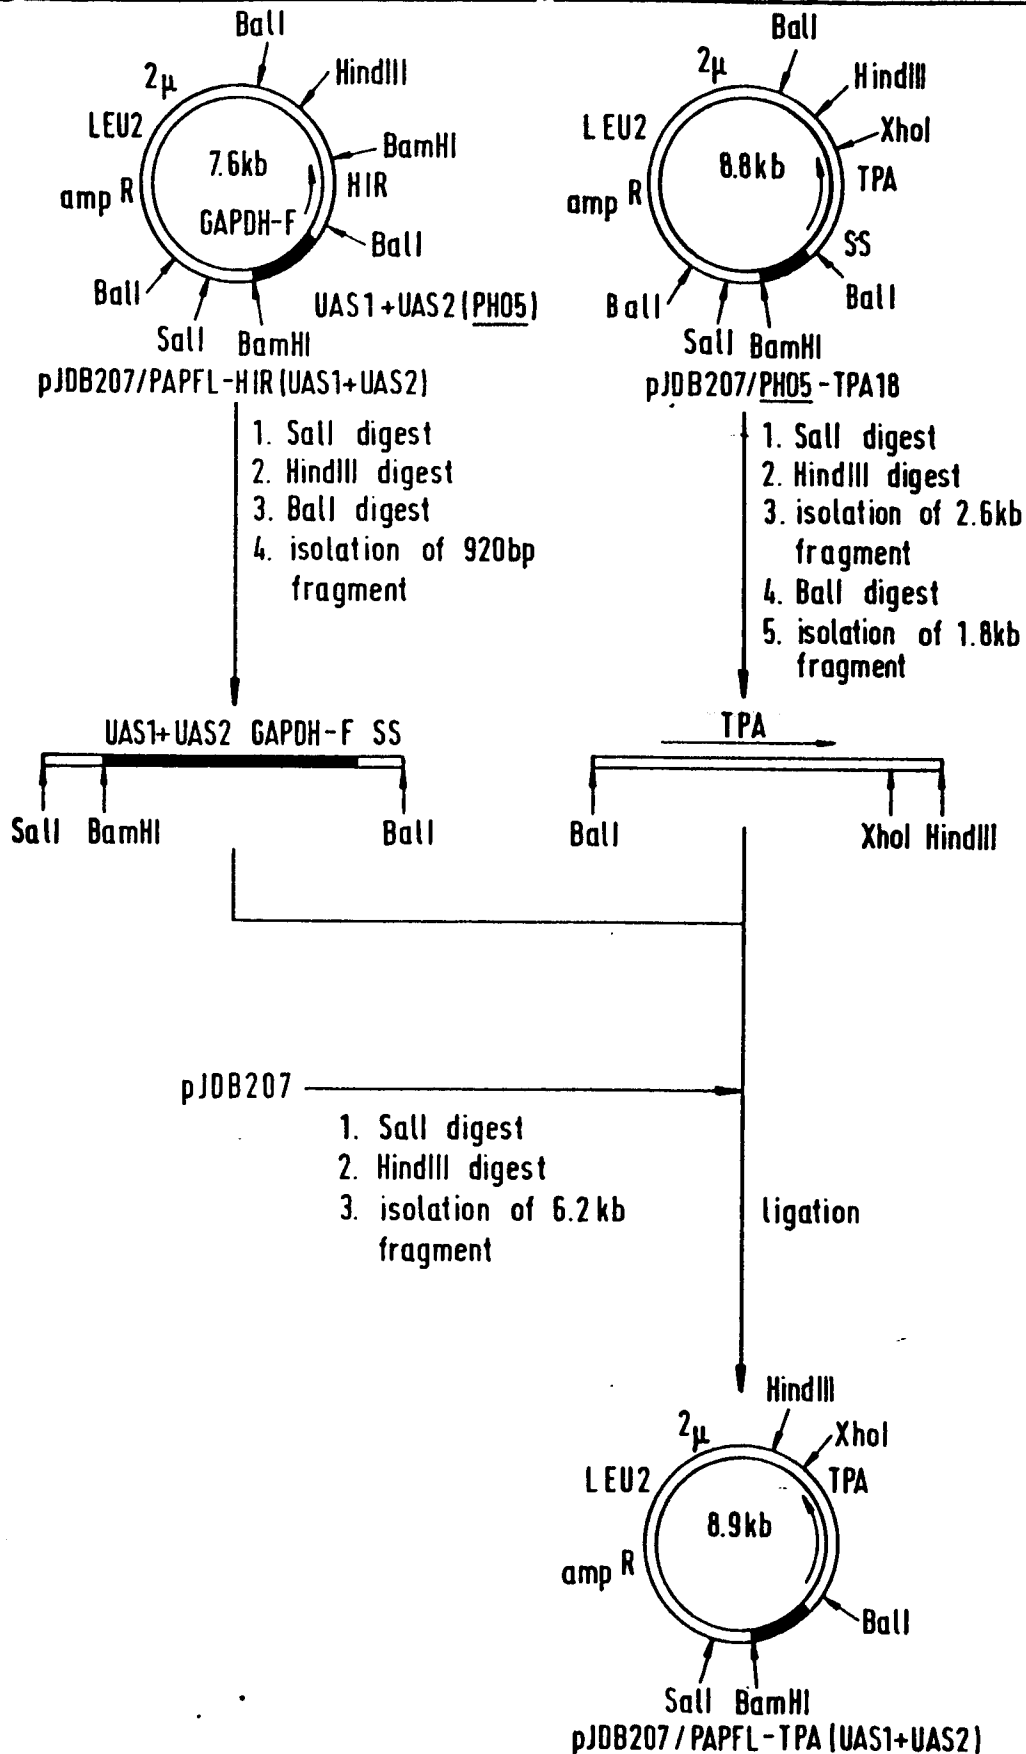 BalI
HindIII
2μ
LEU2
7.6kb
BamHI
HIR
amp R
GAPDH-F
BalI
BalI
UAS1+UAS2(PHO5)
SalI BamHI
pJDB207/PAPFL-HIR(UAS1+UAS2)
BalI
HindIII
2μ
LEU2
XhoI
8.8kb
TPA
amp R
SS
BalI
BalI
SalI BamHI
pJDB207/PHO5-TPA18
1. SalI digest
2. HindIII digest
3. BalI digest
4. isolation of 920bp
fragment
1. SalI digest
2. HindIII digest
3. isolation of 2.6kb
fragment
4. BalI digest
5. isolation of 1.8kb
fragment
UAS1+UAS2 GAPDH-F SS
SalI BamHI BalI
TPA
BalI XhoI HindIII
pJDB207
1. SalI digest
2. HindIII digest
3. isolation of 6.2kb
fragment
ligation
HindIII
2μ
XhoI
LEU2
TPA
8.9kb
amp R
BalI
SalI BamHI
pJDB207/PAPFL-TPA(UAS1+UAS2)